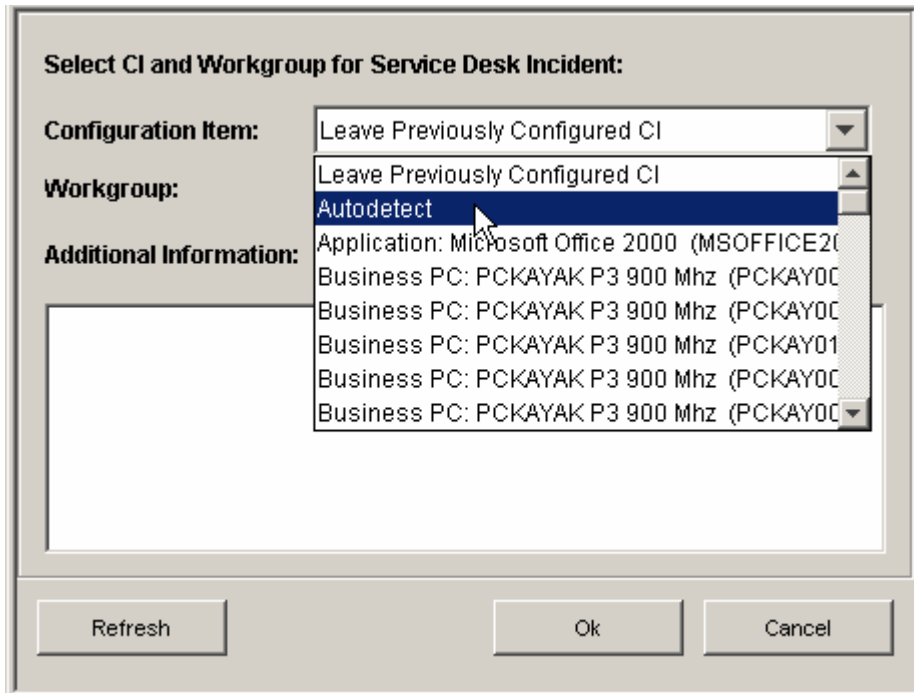 Select CI and Workgroup for Service Desk Incident:
Configuration Item:
Leave Previously Configured CI
Workgroup:
Leave Previously Configured CI
Autodetect
Additional Information:
Application: Microsoft Office 2000 (MSOFFICE20
Business PC: PCKAYAK P3 900 Mhz (PCKAY00
Business PC: PCKAYAK P3 900 Mhz (PCKAY00
Business PC: PCKAYAK P3 900 Mhz (PCKAY01
Business PC: PCKAYAK P3 900 Mhz (PCKAY00
Business PC: PCKAYAK P3 900 Mhz (PCKAY00
Refresh
Ok
Cancel